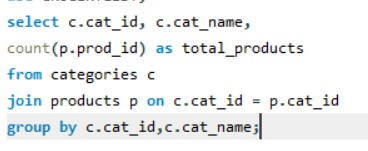 select c.cat_id, c.cat_name,
count(p.prod_id) as total_products
from categories c
join products p on c.cat_id = p.cat_id
group by c.cat_id,c.cat_name;